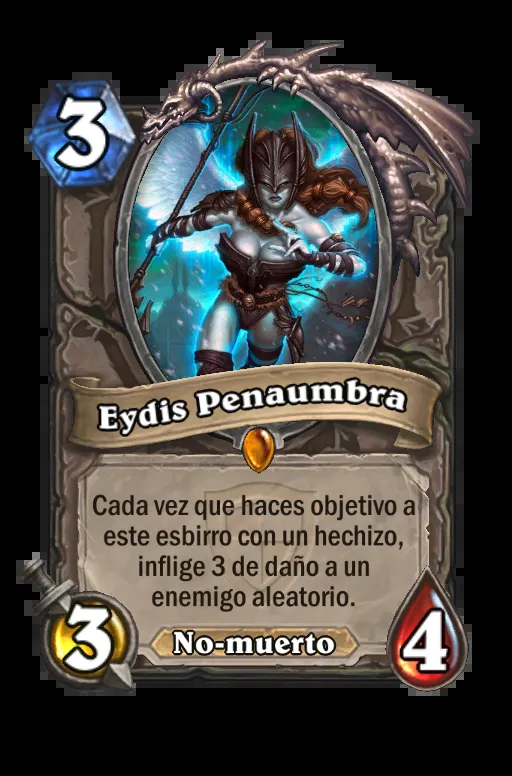 3
Eydis Penaumbra
Cada vez que haces objetivo a
este esbirro con un hechizo,
inflige 3 de daño a un
enemigo aleatorio.
3
No-muerto
4